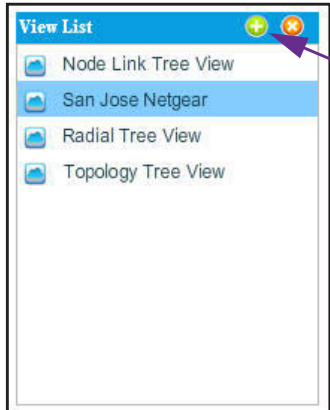 View List
Node Link Tree View
San Jose Netgear
Radial Tree View
Topology Tree View